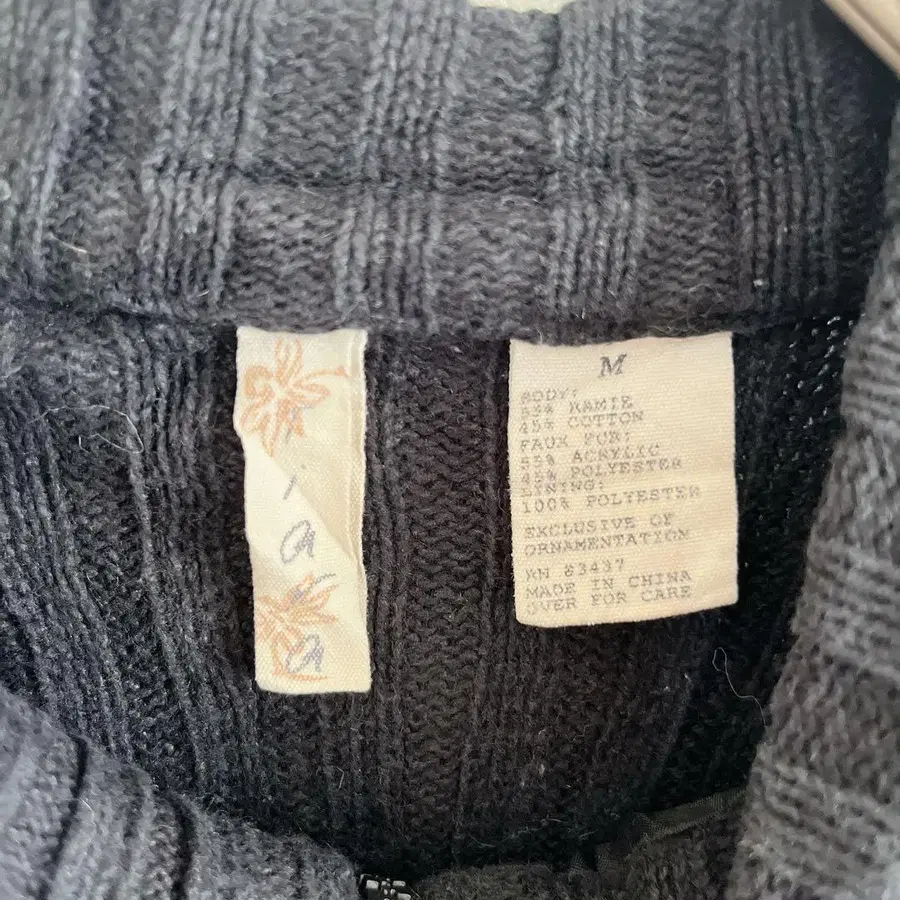 M
BODY:
55% RAMIE
45% COTTON
FAUX FUR:
55% ACRYLIC
45% POLYESTER
LINING:
100% POLYESTER
EXCLUSIVE OF
ORNAMENTATION
RN 83437
MADE IN CHINA
OVER FOR CARE